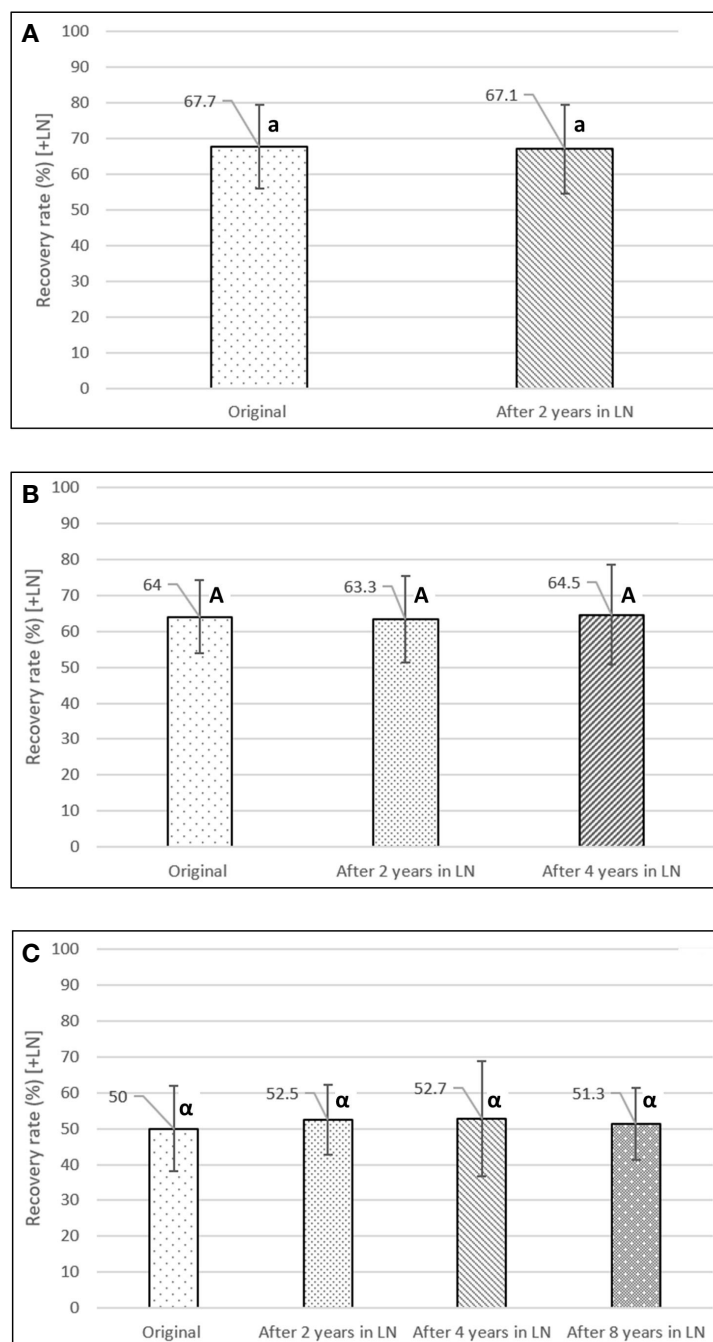 A
Recovery rate (%) [+LN]
100
90
80
70
60
50
40
30
20
10
0
67.7
a
67.1
a
Original
After 2 years in LN
B
Recovery rate (%) [+LN]
100
90
80
70
60
50
40
30
20
10
0
64
A
63.3
A
64.5
A
Original
After 2 years in LN
After 4 years in LN
C
Recovery rate (%) [+LN]
100
90
80
70
60
50
40
30
20
10
0
50
α
52.5
α
52.7
α
51.3
α
Original
After 2 years in LN
After 4 years in LN
After 8 years in LN